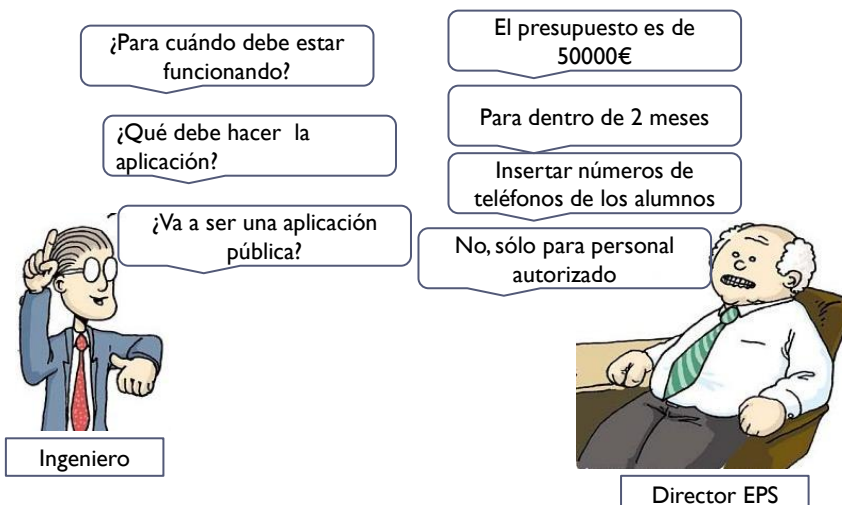 ¿Para cuándo debe estar
funcionando?
El presupuesto es de
50000€
¿Qué debe hacer la
aplicación?
Para dentro de 2 meses
Insertar números de
teléfonos de los alumnos
¿Va a ser una aplicación
pública?
No, sólo para personal
autorizado
Ingeniero
Director EPS